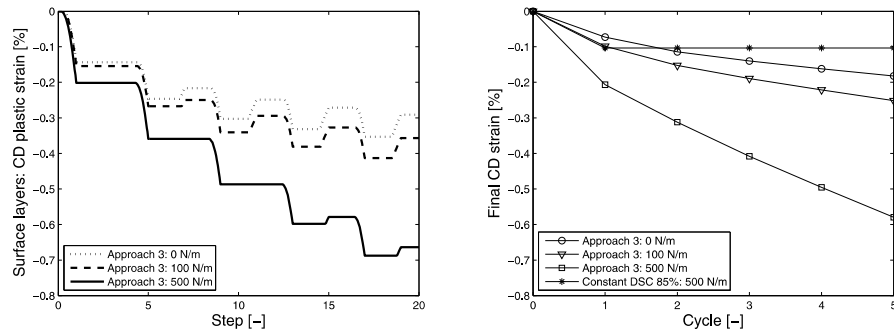 Surface layers: CD plastic strain [%]
0
−0.1
−0.2
−0.3
−0.4
−0.5
−0.6
−0.7
−0.8
Approach 3: 0 N/m
Approach 3: 100 N/m
Approach 3: 500 N/m
0
5
10
15
20
Step [−]
Final CD strain [%]
0
−0.1
−0.2
−0.3
−0.4
−0.5
−0.6
−0.7
−0.8
Approach 3: 0 N/m
Approach 3: 100 N/m
Approach 3: 500 N/m
Constant DSC 85%: 500 N/m
0
1
2
3
4
5
Cycle [−]